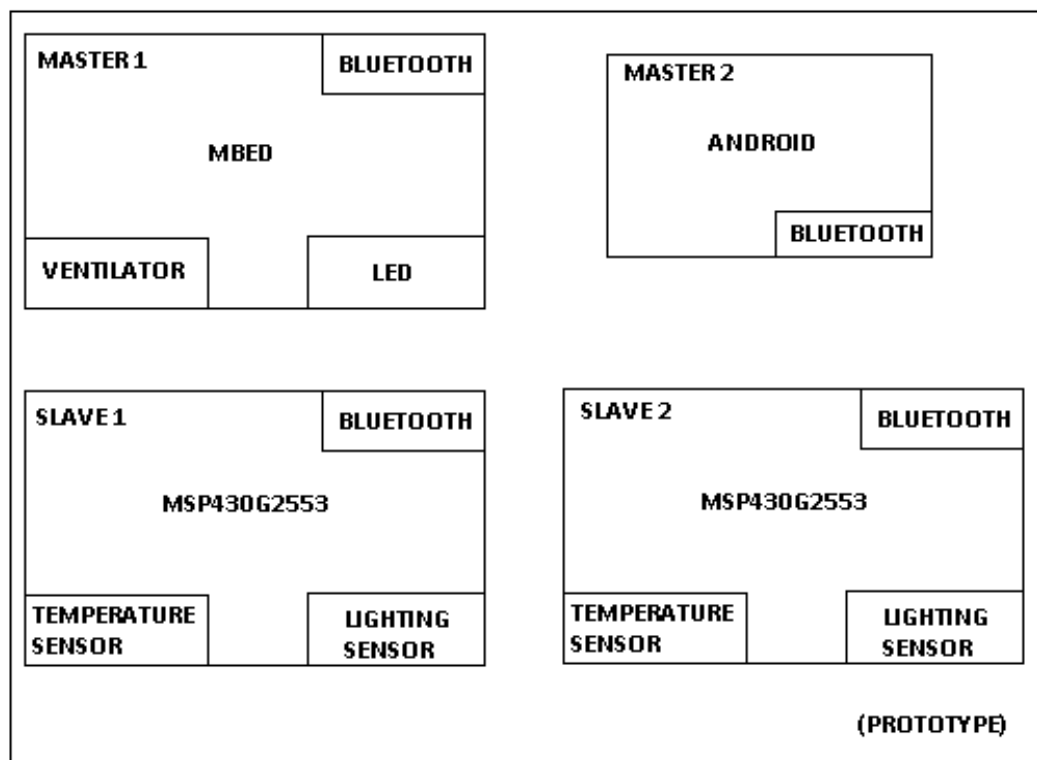 MASTER 1
BLUETOOTH
MBED
VENTILATOR
LED
MASTER 2
ANDROID
BLUETOOTH
SLAVE 1
BLUETOOTH
MSP430G2553
TEMPERATURE
SENSOR
LIGHTING
SENSOR
SLAVE 2
BLUETOOTH
MSP430G2553
TEMPERATURE
SENSOR
LIGHTING
SENSOR
(PROTOTYPE)